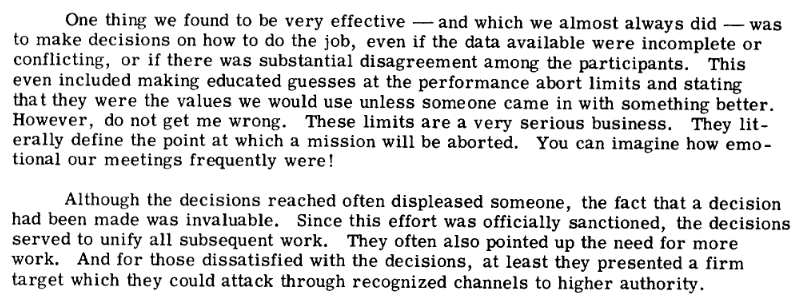 One thing we found to be very effective — and which we almost always did — was
to make decisions on how to do the job, even if the data available were incomplete or
conflicting, or if there was substantial disagreement among the participants. This
even included making educated guesses at the performance abort limits and stating
that they were the values we would use unless someone came in with something better.
However, do not get me wrong. These limits are a very serious business. They lit-
erally define the point at which a mission will be aborted. You can imagine how emo-
tional our meetings frequently were!
Although the decisions reached often displeased someone, the fact that a decision
had been made was invaluable. Since this effort was officially sanctioned, the decisions
served to unify all subsequent work. They often also pointed up the need for more
work. And for those dissatisfied with the decisions, at least they presented a firm
target which they could attack through recognized channels to higher authority.